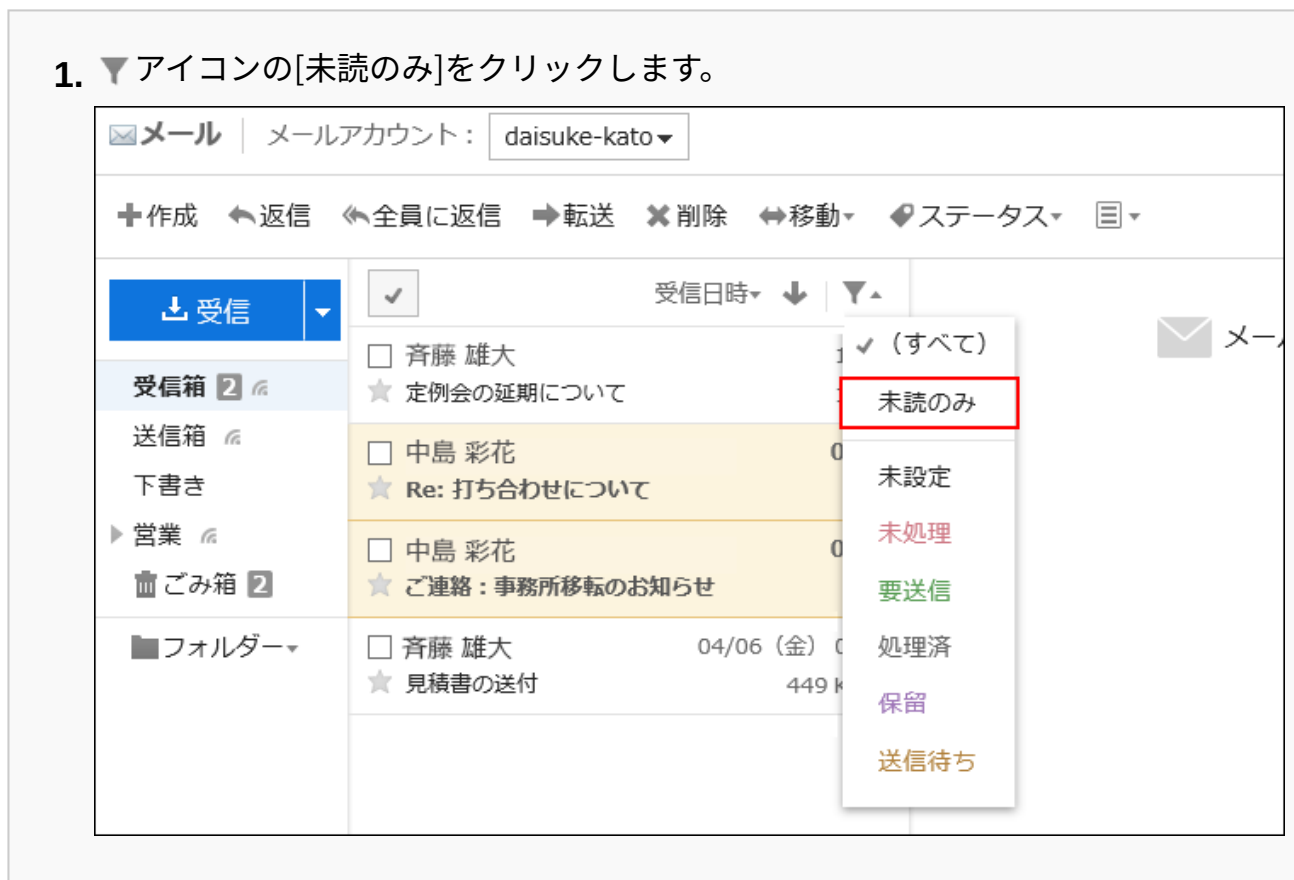 1. アイコンの[未読のみ]をクリックします。
メール メールアカウント： daisuke-kato
作成 返信 全員に返信 転送 削除 移動 ステータス
受信
受信箱 2
送信箱
下書き
営業
ごみ箱 2
フォルダー
受信日時
斉藤 雄大
定例会の延期について
中島 彩花
Re: 打ち合わせについて
中島 彩花
ご連絡：事務所移転のお知らせ
斉藤 雄大 04/06（金）
見積書の送付 449
（すべて）
未読のみ
未設定
未処理
要送信
処理済
保留
送信待ち